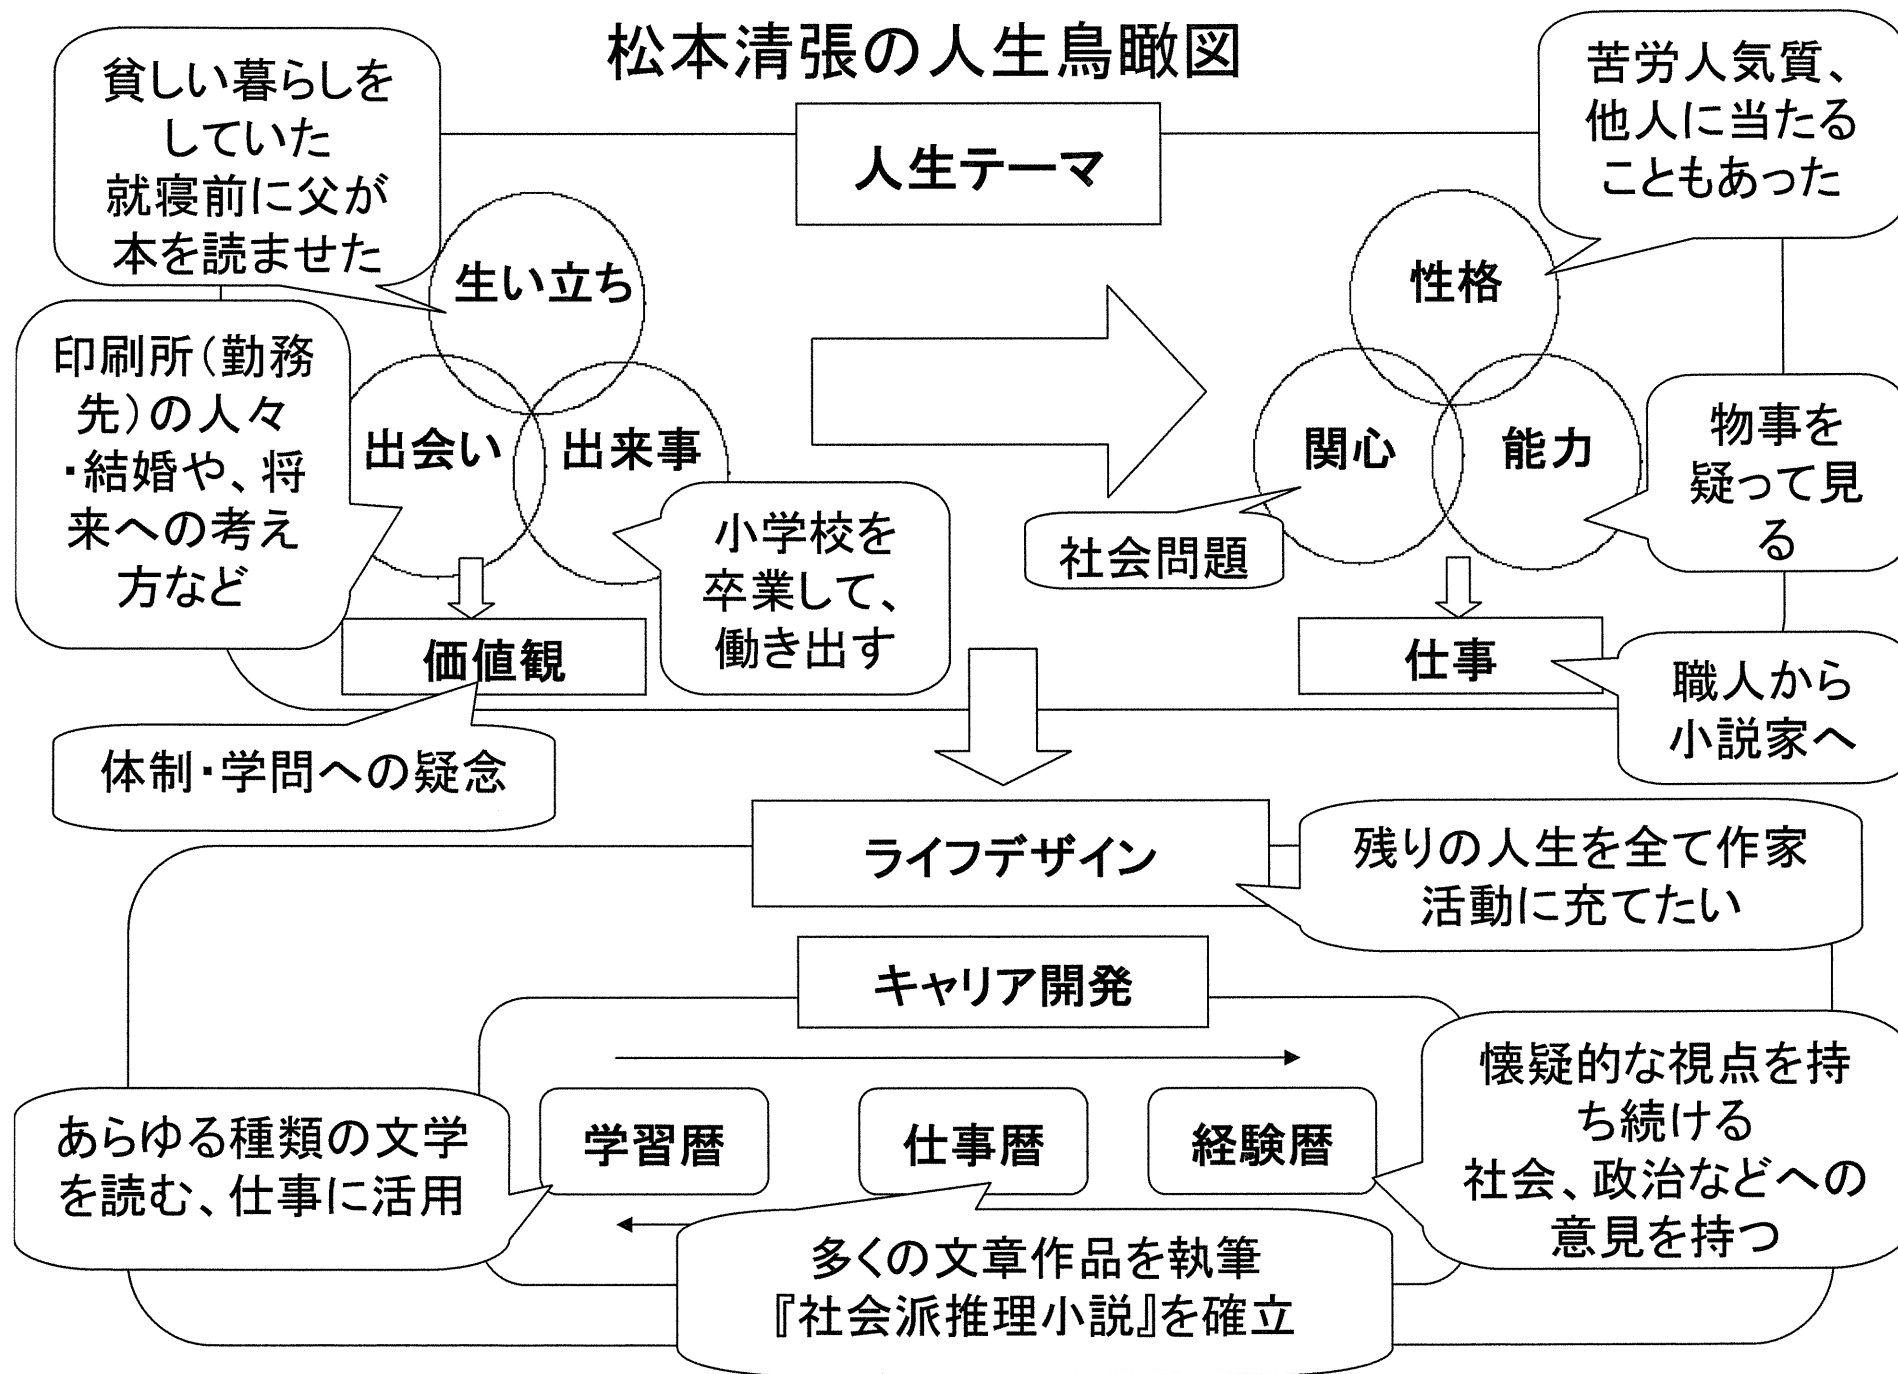 松本清張の人生鳥瞰図
貧しい暮らしを
していた
就寝前に父が
本を読ませた
人生テーマ
苦労人気質、
他人に当たる
こともあった
生い立ち
性格
印刷所（勤務
先）の人々
・結婚や、将
来への考え
方など
出会い
出来事
関心
能力
物事を
疑って見
る
小学校を
卒業して、
働き出す
社会問題
価値観
仕事
職人から
小説家へ
体制・学問への疑念
ライフデザイン
残りの人生を全て作家
活動に充てたい
キャリア開発
あらゆる種類の文学
を読む、仕事に活用
学習暦
仕事暦
経験暦
懐疑的な視点を持
ち続ける
社会、政治などへの
意見を持つ
多くの文章作品を執筆
『社会派推理小説』を確立